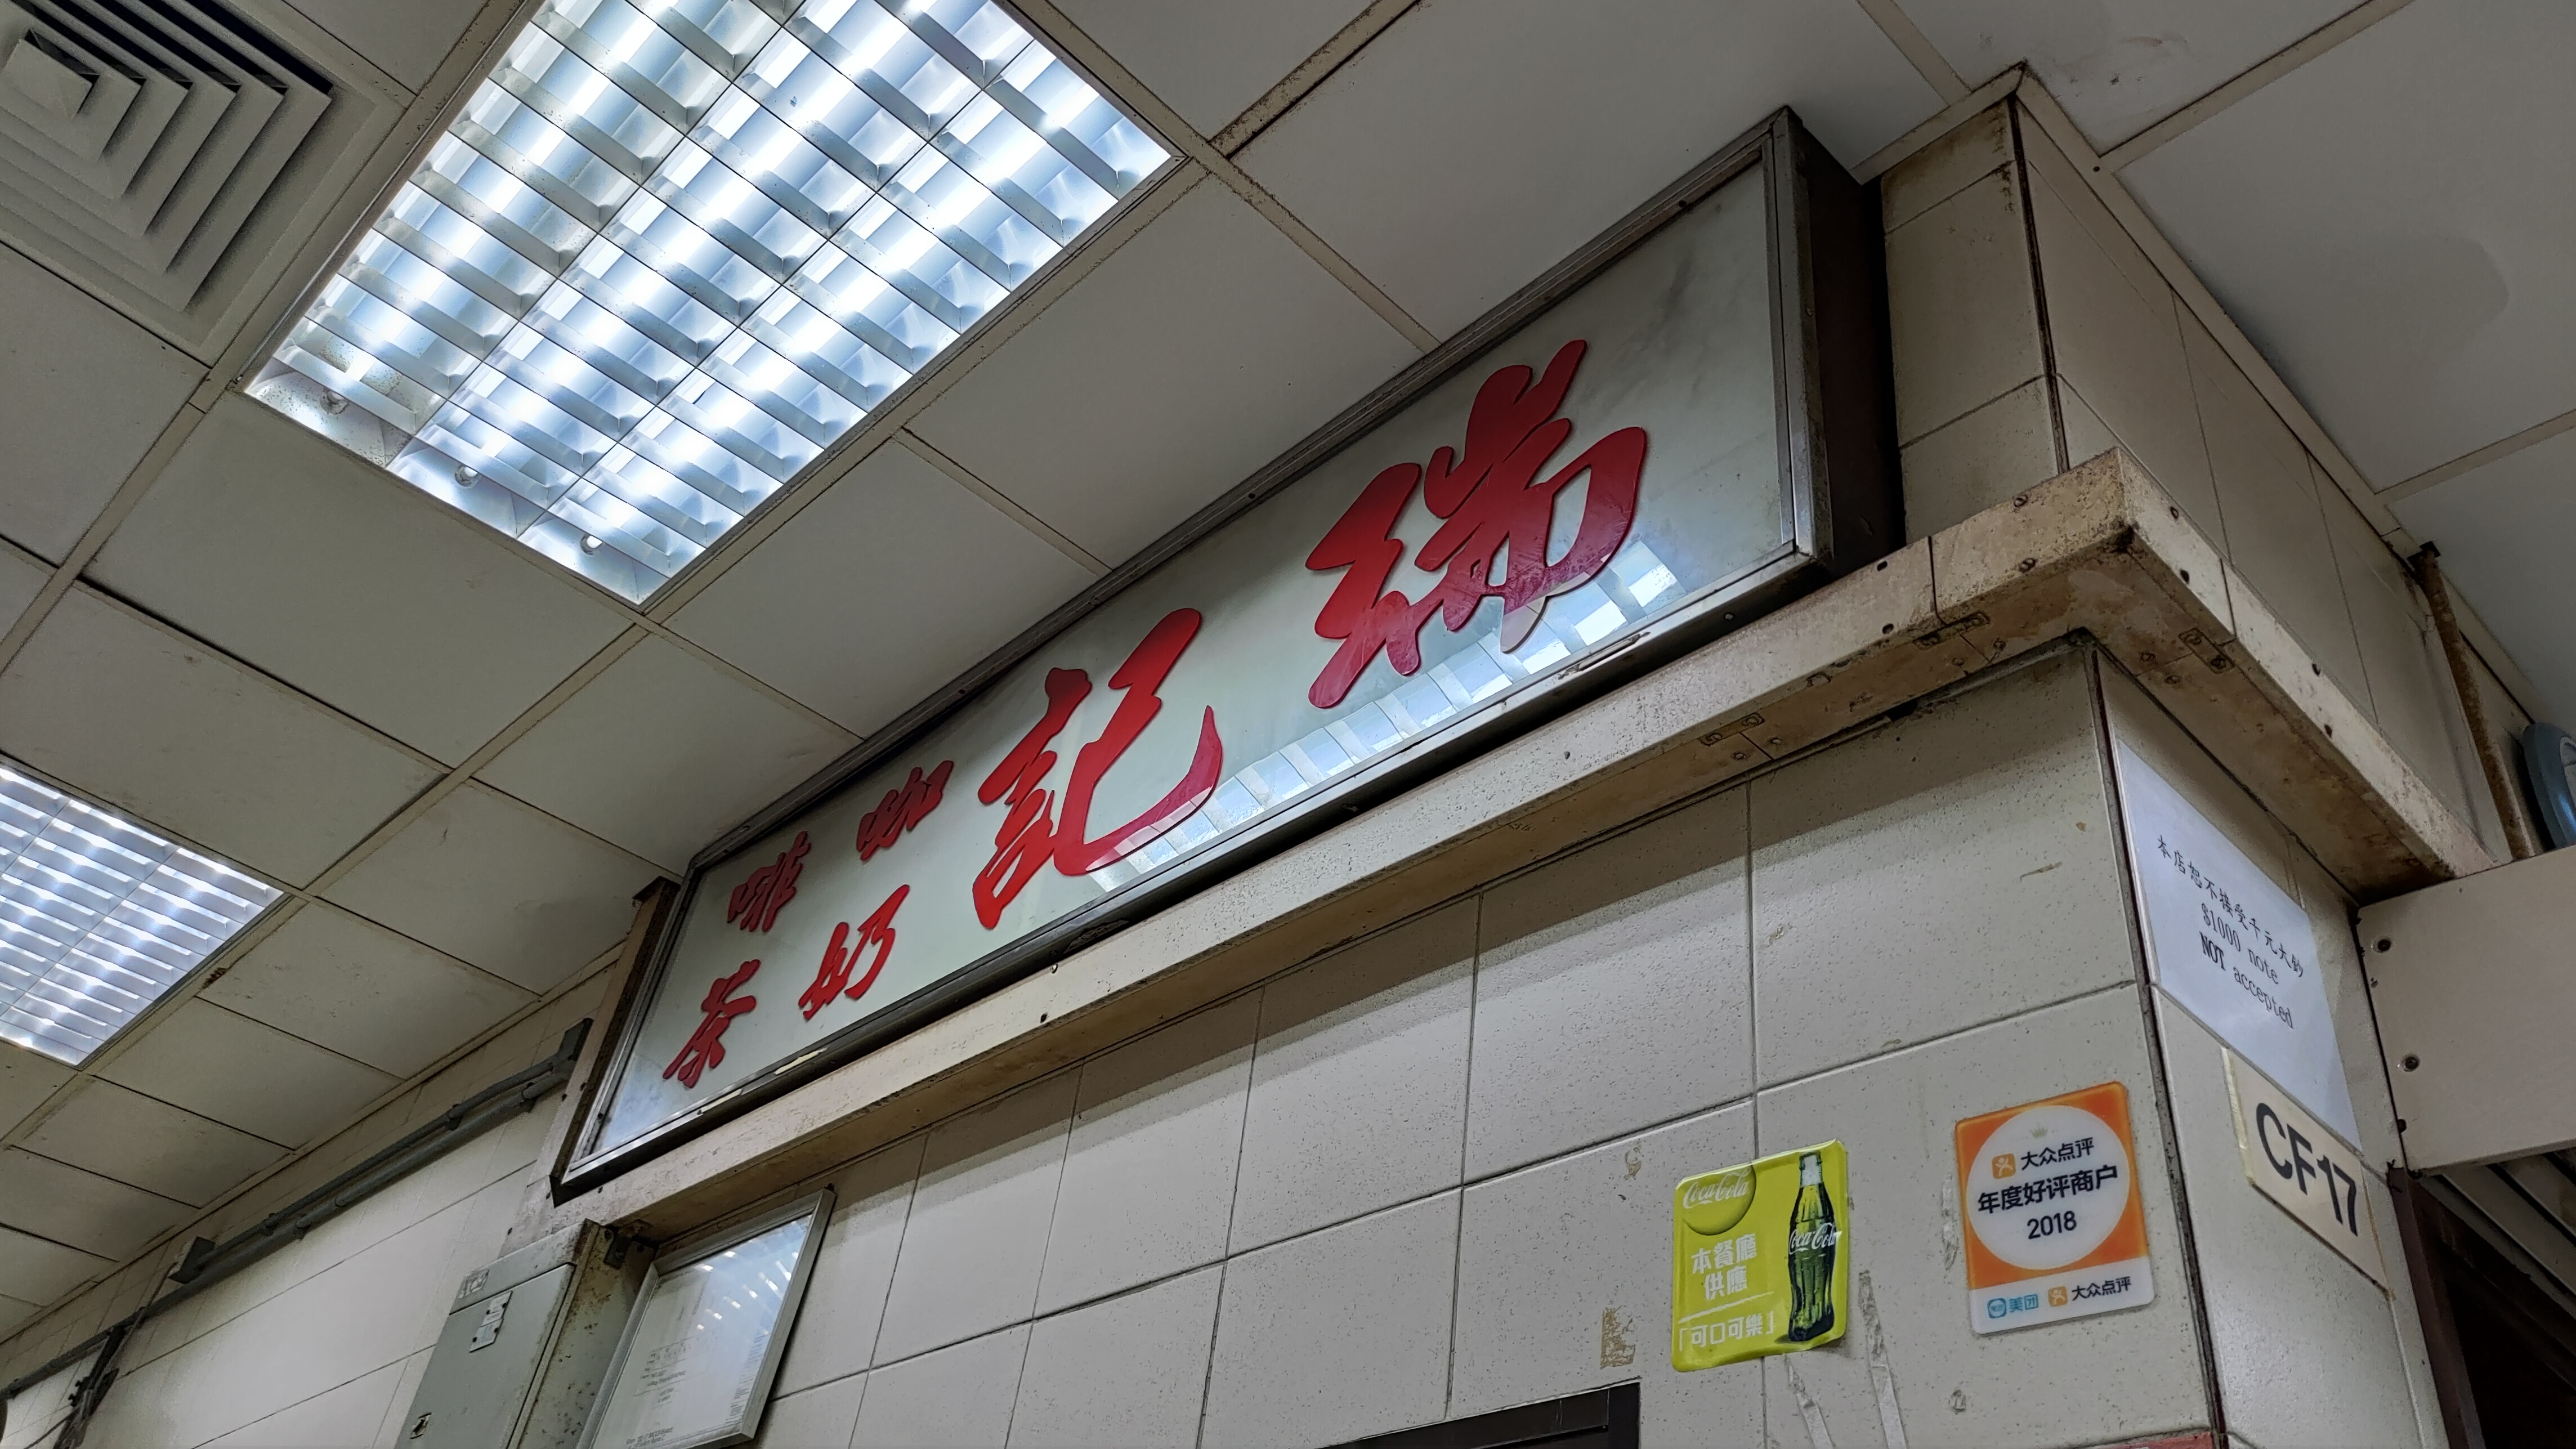 瑞記
咖啡
奶茶
本店恕不接受千元大鈔
$1000 note
NOT accepted
CF17
Coca-Cola
Coca-Cola
本餐廳
供應
「可口可樂」
大众点评
年度好评商户
2018
美团 大众点评